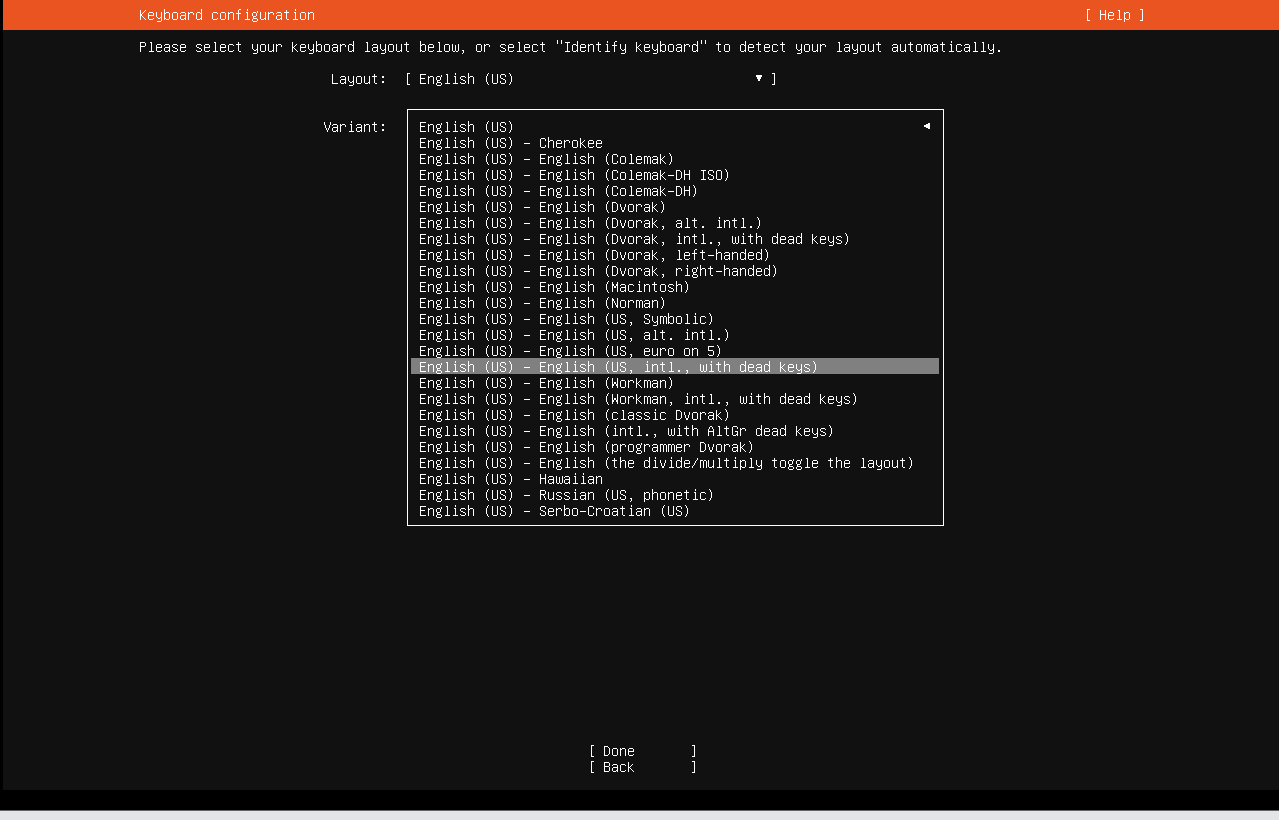 Keyboard configuration [ Help ]
Please select your keyboard layout below, or select "Identify keyboard" to detect your layout automatically.
Layout: [ English (US) ▾ ]
Variant: English (US) ◂
English (US) - Cherokee
English (US) - English (Colemak)
English (US) - English (Colemak-DH ISO)
English (US) - English (Colemak-DH)
English (US) - English (Dvorak)
English (US) - English (Dvorak, alt. intl.)
English (US) - English (Dvorak, intl., with dead keys)
English (US) - English (Dvorak, left-handed)
English (US) - English (Dvorak, right-handed)
English (US) - English (Macintosh)
English (US) - English (Norman)
English (US) - English (US, Symbolic)
English (US) - English (US, alt. intl.)
English (US) - English (US, euro on 5)
English (US) - English (US, intl., with dead keys)
English (US) - English (Workman)
English (US) - English (Workman, intl., with dead keys)
English (US) - English (classic Dvorak)
English (US) - English (intl., with AltGr dead keys)
English (US) - English (programmer Dvorak)
English (US) - English (the divide/multiply toggle the layout)
English (US) - Hawaiian
English (US) - Russian (US, phonetic)
English (US) - Serbo-Croatian (US)
[ Done ]
[ Back ]